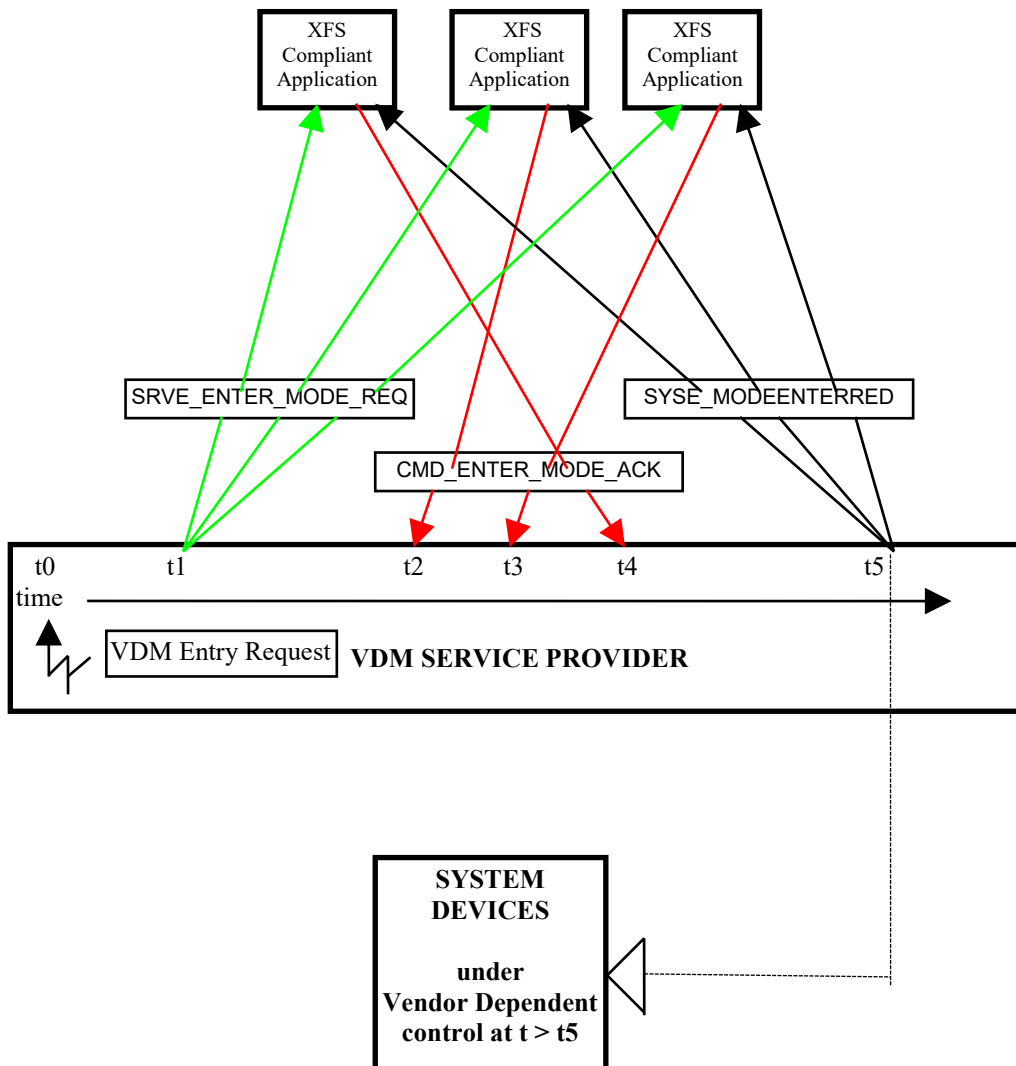 XFS
Compliant
Application
XFS
Compliant
Application
XFS
Compliant
Application
SRVE_ENTER_MODE_REQ
SYSE_MODEENTERRED
CMD_ENTER_MODE_ACK
t0
t1
t2
t3
t4
t5
time
VDM Entry Request
VDM SERVICE PROVIDER
SYSTEM
DEVICES
under
Vendor Dependent
control at t > t5